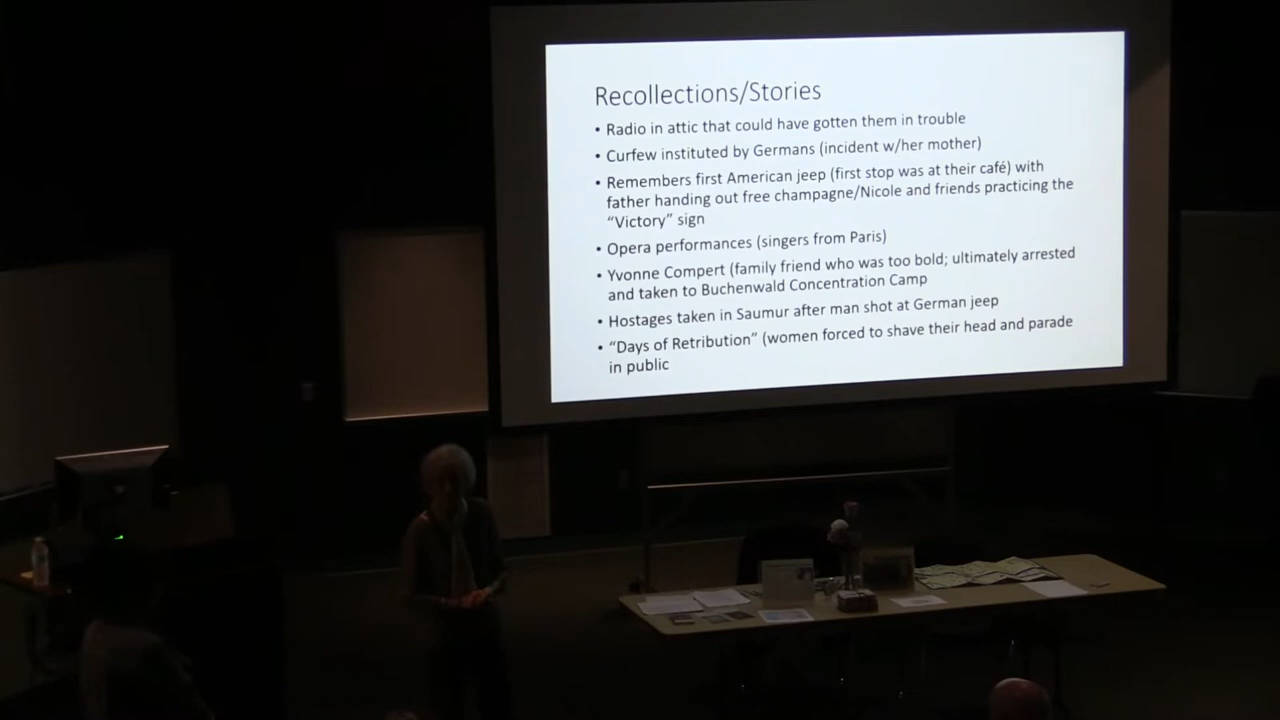 Recollections/Stories
• Radio in attic that could have gotten them in trouble
• Curfew instituted by Germans (incident w/her mother)
• Remembers first American jeep (first stop was at their café) with
father handing out free champagne/Nicole and friends practicing the
“Victory” sign
• Opera performances (singers from Paris)
• Yvonne Compert (family friend who was too bold; ultimately arrested
and taken to Buchenwald Concentration Camp
• Hostages taken in Saumur after man shot at German jeep
• “Days of Retribution” (women forced to shave their head and parade
in public